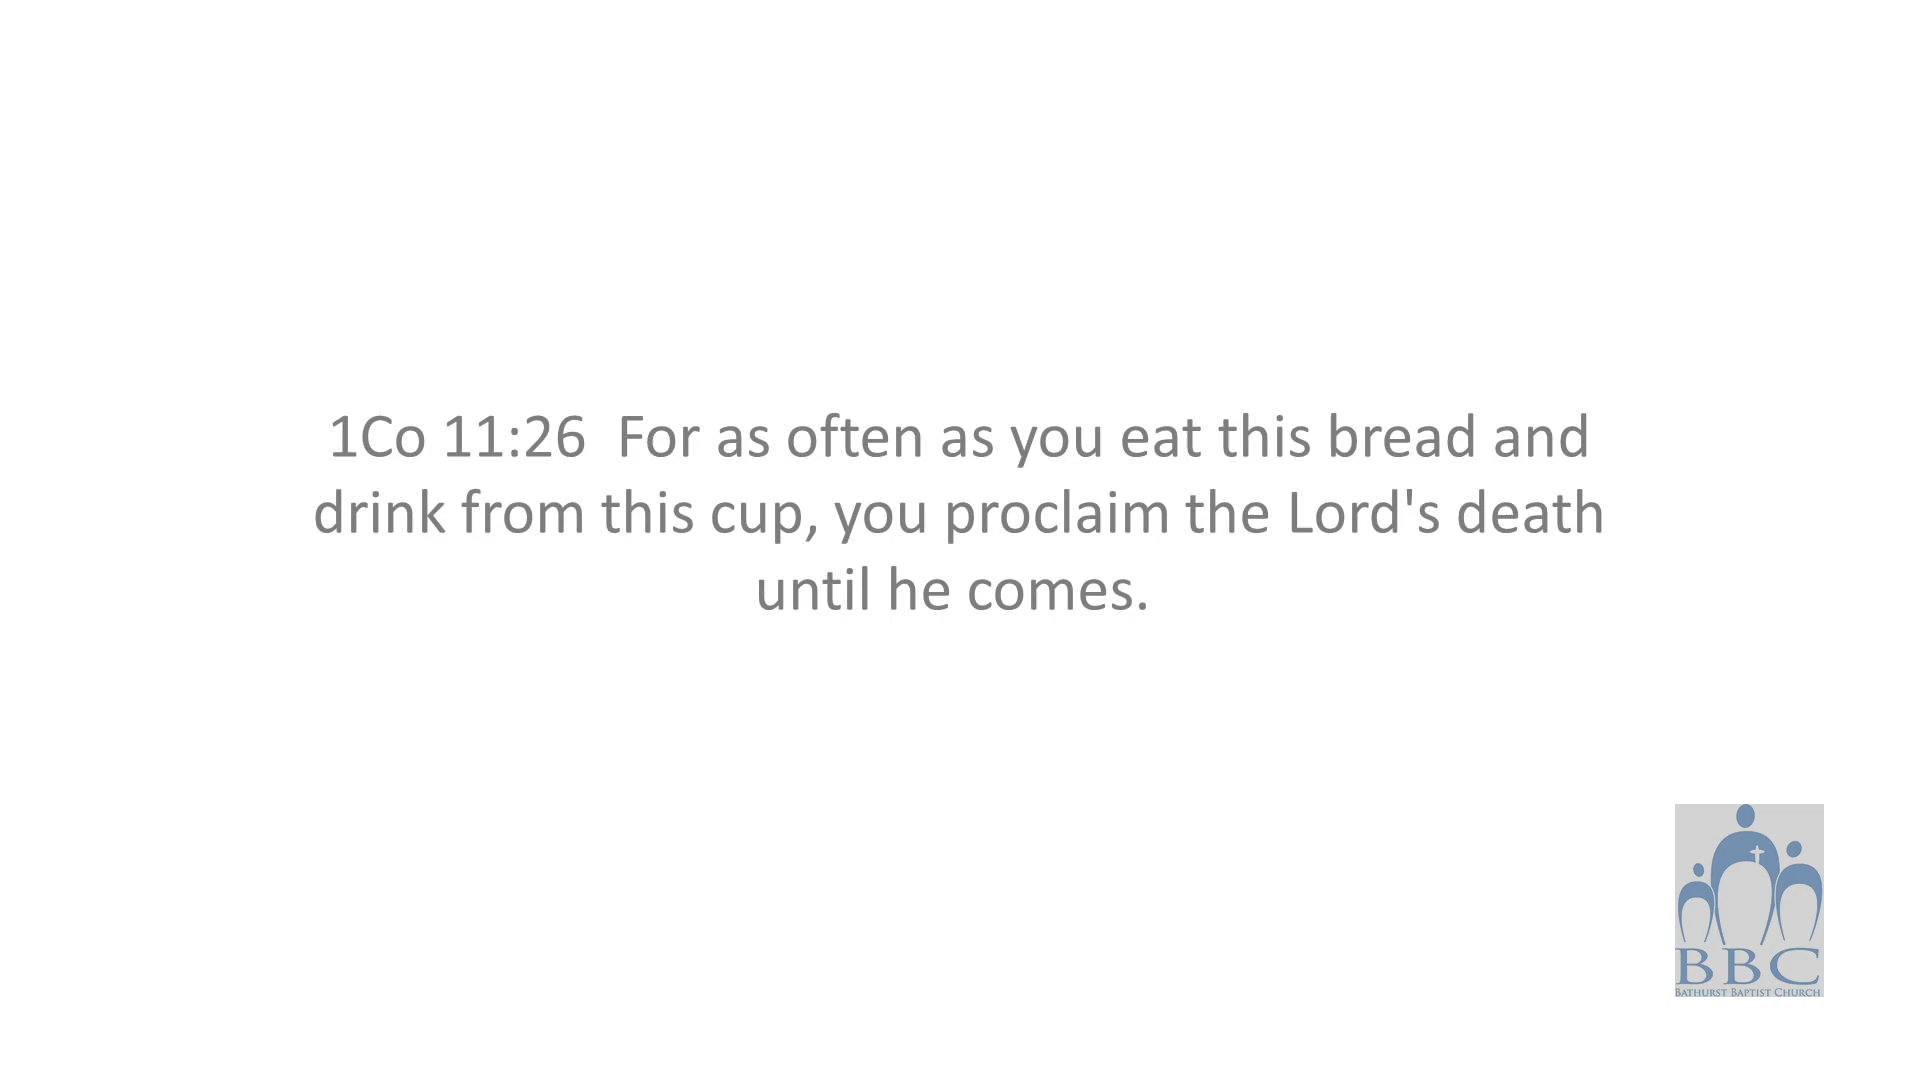 1Co 11:26  For as often as you eat this bread and
drink from this cup, you proclaim the Lord's death
until he comes.
BBC
Bathurst Baptist Church